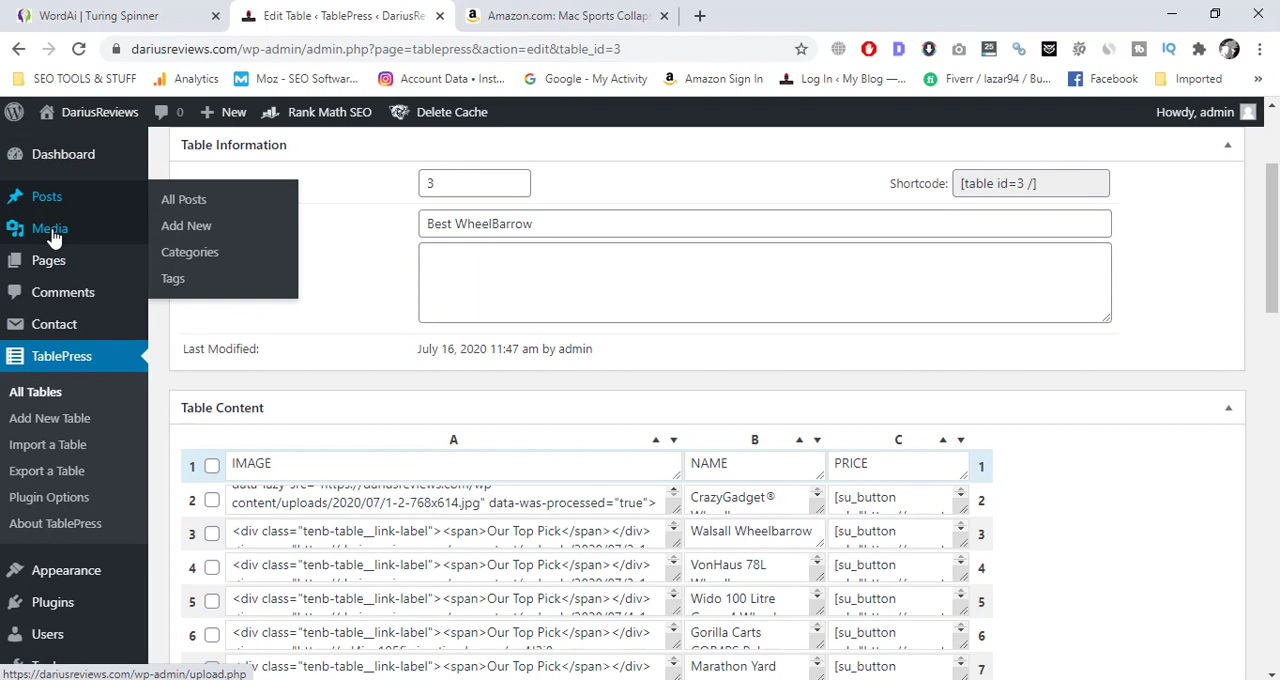 WordAi | Turing Spinner
Edit Table ‹ TablePress ‹ DariusRe
Amazon.com: Mac Sports Collaps
dariusreviews.com/wp-admin/admin.php?page=tablepress&action=edit&table_id=3
25
IQ
SEO TOOLS & STUFF
Analytics
Moz - SEO Software...
Account Data • Inst...
Google - My Activity
Amazon Sign In
Log In ‹ My Blog —...
Fiverr / lazar94 / Bu...
Facebook
Imported
»
DariusReviews
0
New
Rank Math SEO
Delete Cache
Howdy, admin
Dashboard
Posts
Media
Pages
Comments
Contact
TablePress
All Tables
Add New Table
Import a Table
Export a Table
Plugin Options
About TablePress
Appearance
Plugins
Users
All Posts
Add New
Categories
Tags
Table Information
3
Shortcode:
[table id=3 /]
Best WheelBarrow
Last Modified:
July 16, 2020 11:47 am by admin
Table Content
A B C
1 IMAGE NAME PRICE 1
2 content/uploads/2020/07/1-2-768x614.jpg" data-was-processed="true"> CrazyGadget® [su_button 2
3 <div class="tenb-table__link-label"><span>Our Top Pick</span></div> Walsall Wheelbarrow [su_button 3
4 <div class="tenb-table__link-label"><span>Our Top Pick</span></div> VonHaus 78L [su_button 4
5 <div class="tenb-table__link-label"><span>Our Top Pick</span></div> Wido 100 Litre [su_button 5
6 <div class="tenb-table__link-label"><span>Our Top Pick</span></div> Gorilla Carts [su_button 6
<div class="tenb-table__link-label"><span>Our Top Pick</span></div> Marathon Yard [su_button 7
https://dariusreviews.com/wp-admin/upload.php